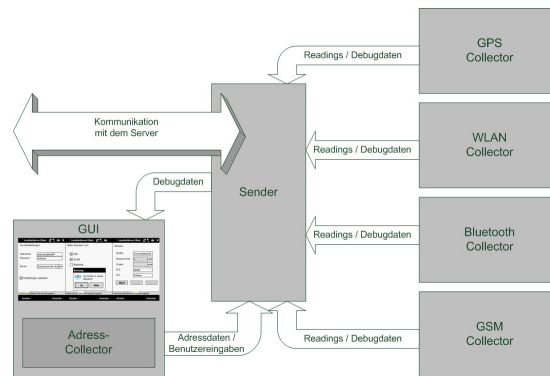 GPS
Collector
Readings / Debugdaten
Kommunikation
mit dem Server
WLAN
Collector
Readings / Debugdaten
Sender
Debugdaten
GUI
Bluetooth
Collector
Readings / Debugdaten
Adress-
Collector
Adressdaten /
Benutzereingaben
Readings / Debugdaten
GSM
Collector